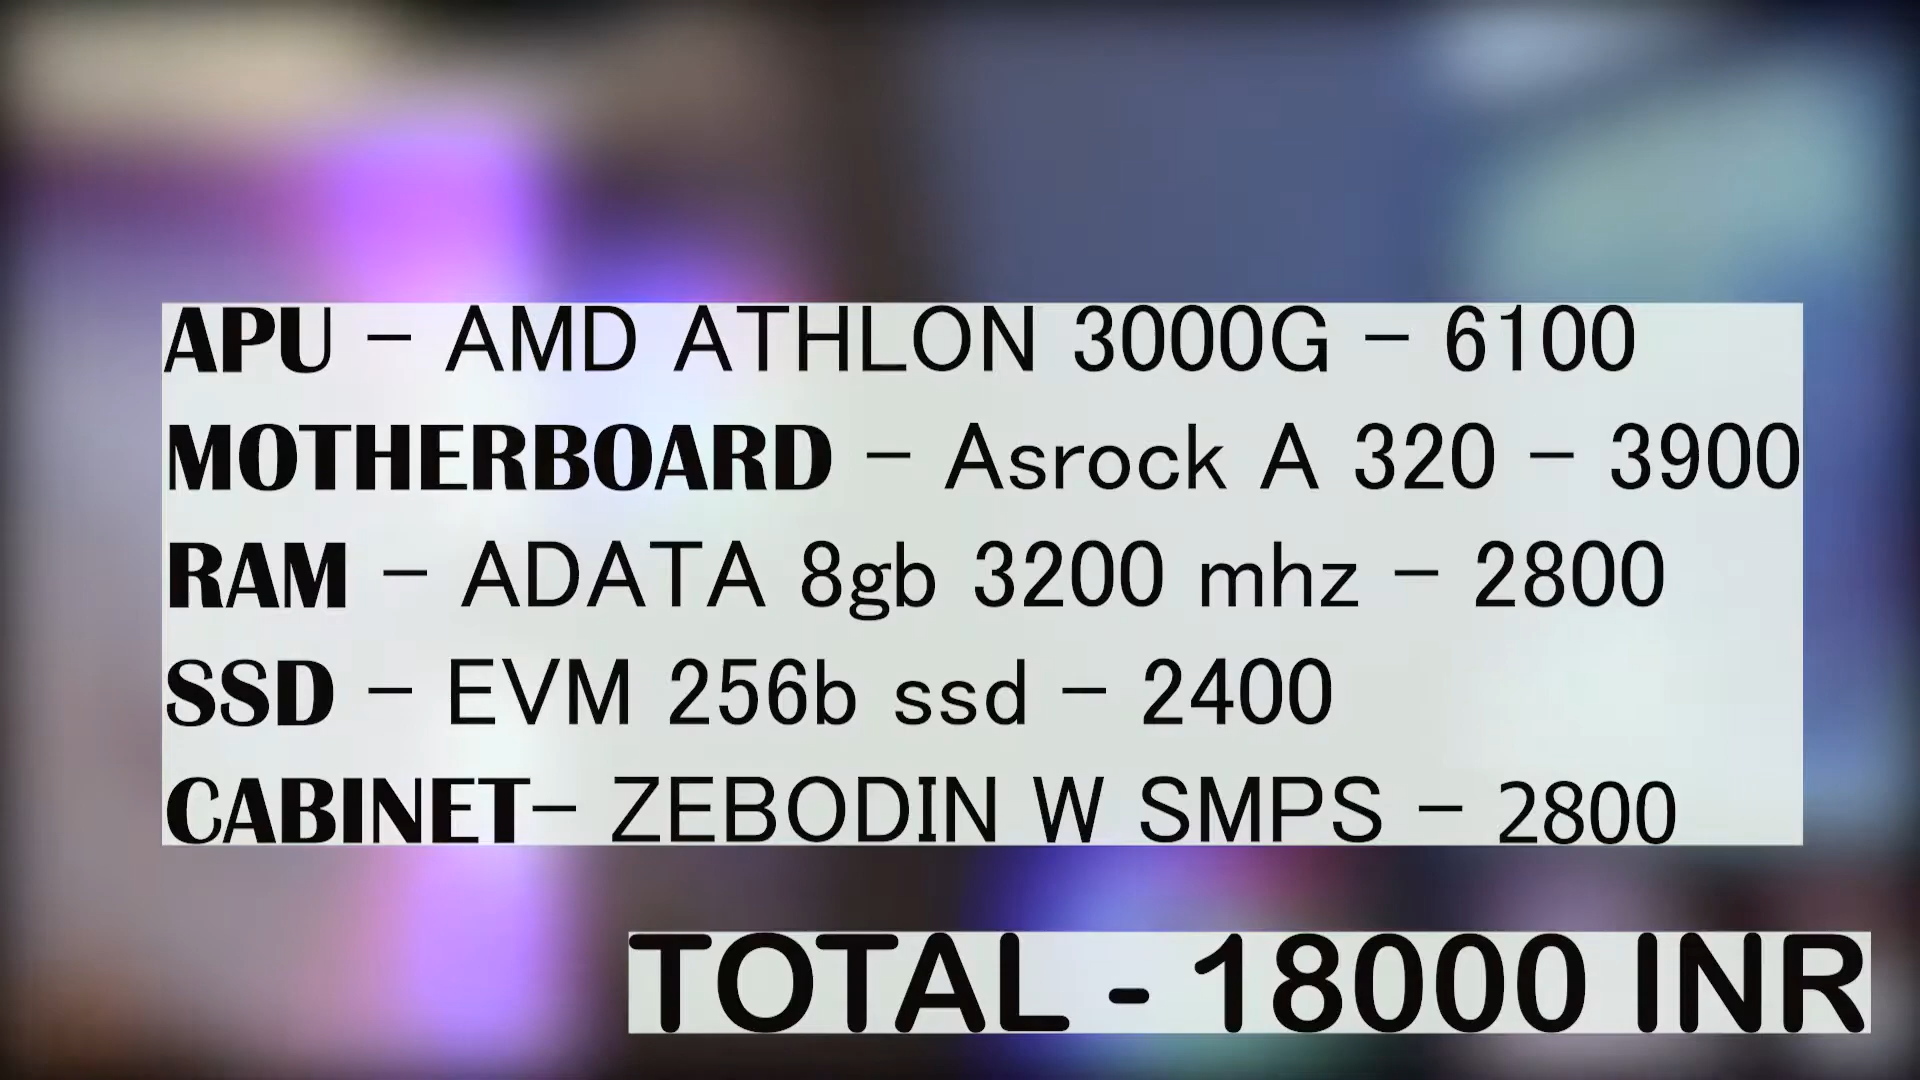 APU - AMD ATHLON 3000G - 6100
MOTHERBOARD - Asrock A 320 - 3900
RAM - ADATA 8gb 3200 mhz - 2800
SSD - EVM 256b ssd - 2400
CABINET- ZEBODIN W SMPS - 2800
TOTAL - 18000 INR